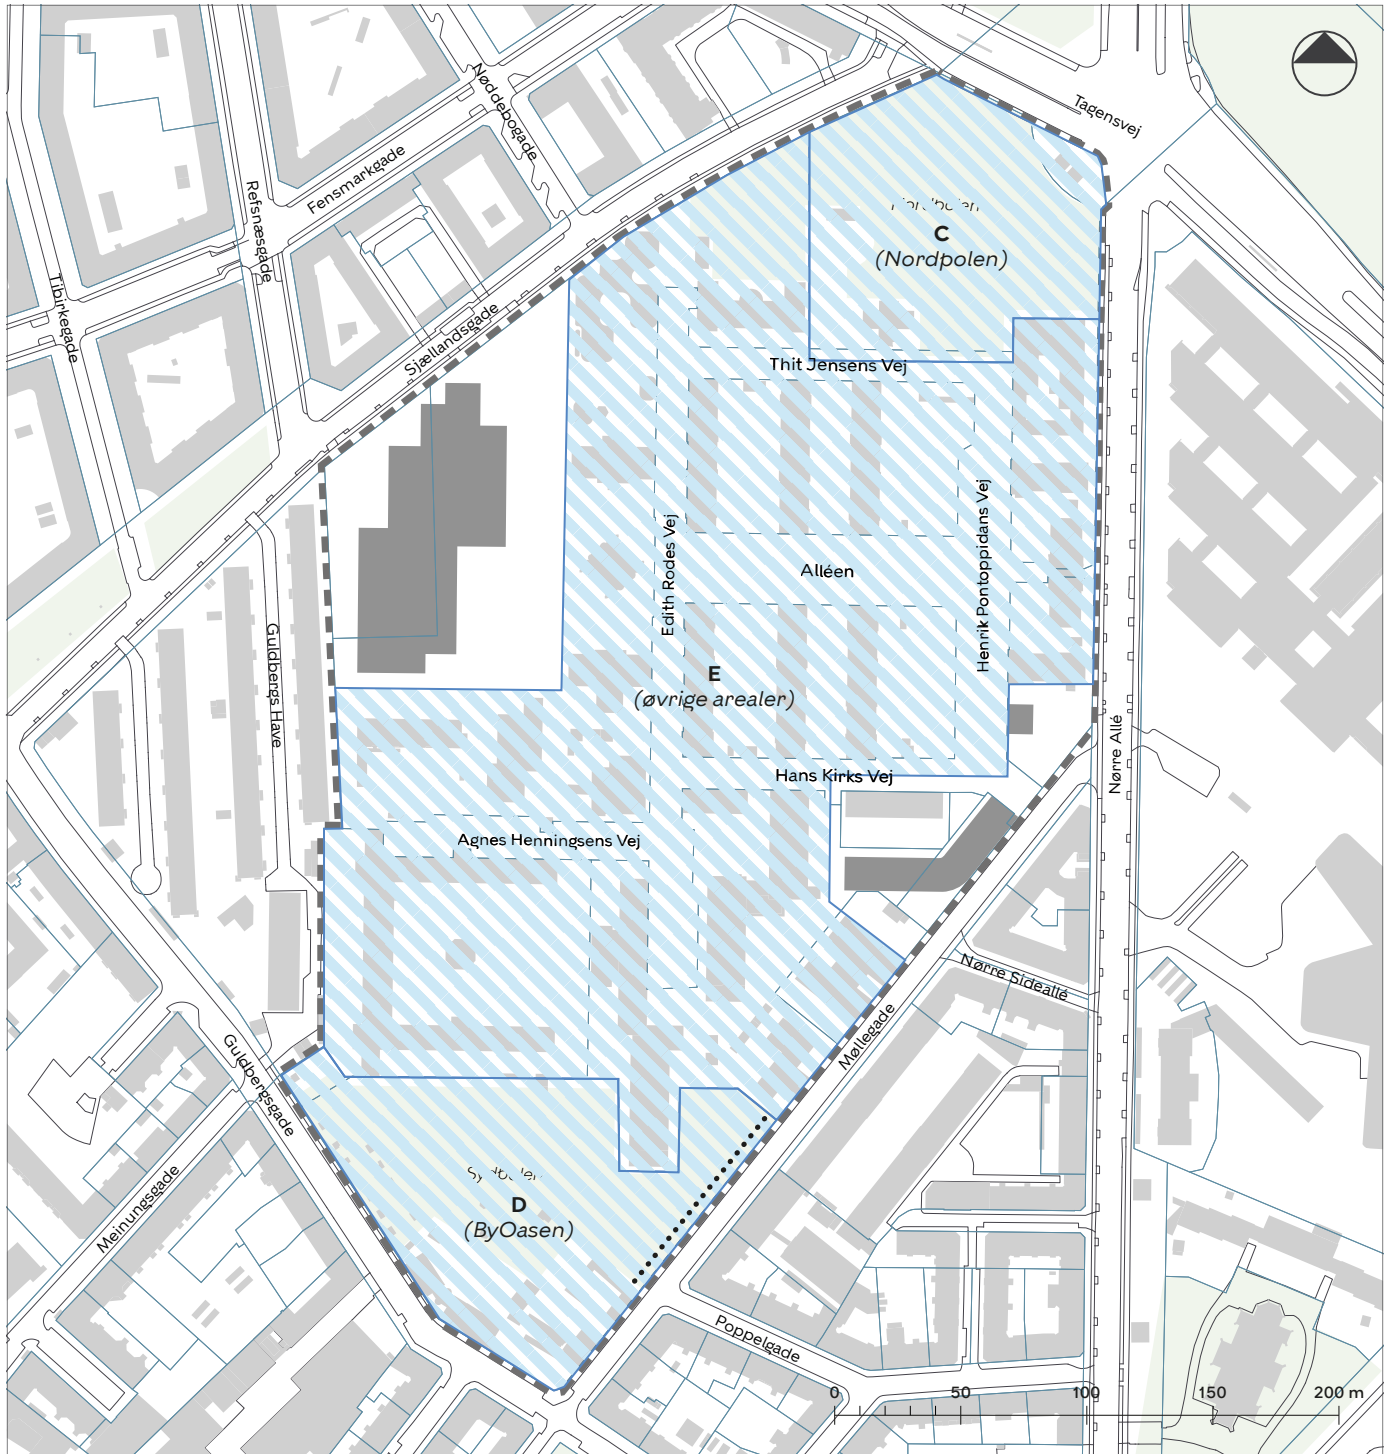 Tagensvej
Nøddebogade
Fensmarkgade
Refsnæsgade
Tibirkegade
Sjællandsgade
Nordpolen
C
(Nordpolen)
Thit Jensens Vej
Edith Rodes Vej
Henrik Pontoppidans Vej
Alléen
Guldbergs Have
E
(øvrige arealer)
Nørre Allé
Hans Kirks Vej
Agnes Henningsens Vej
Nørre Sideallé
Møllegade
Guldbergsgade
Meinungsgade
D
(ByOasen)
Poppelgade
0 50 100 150 200 m